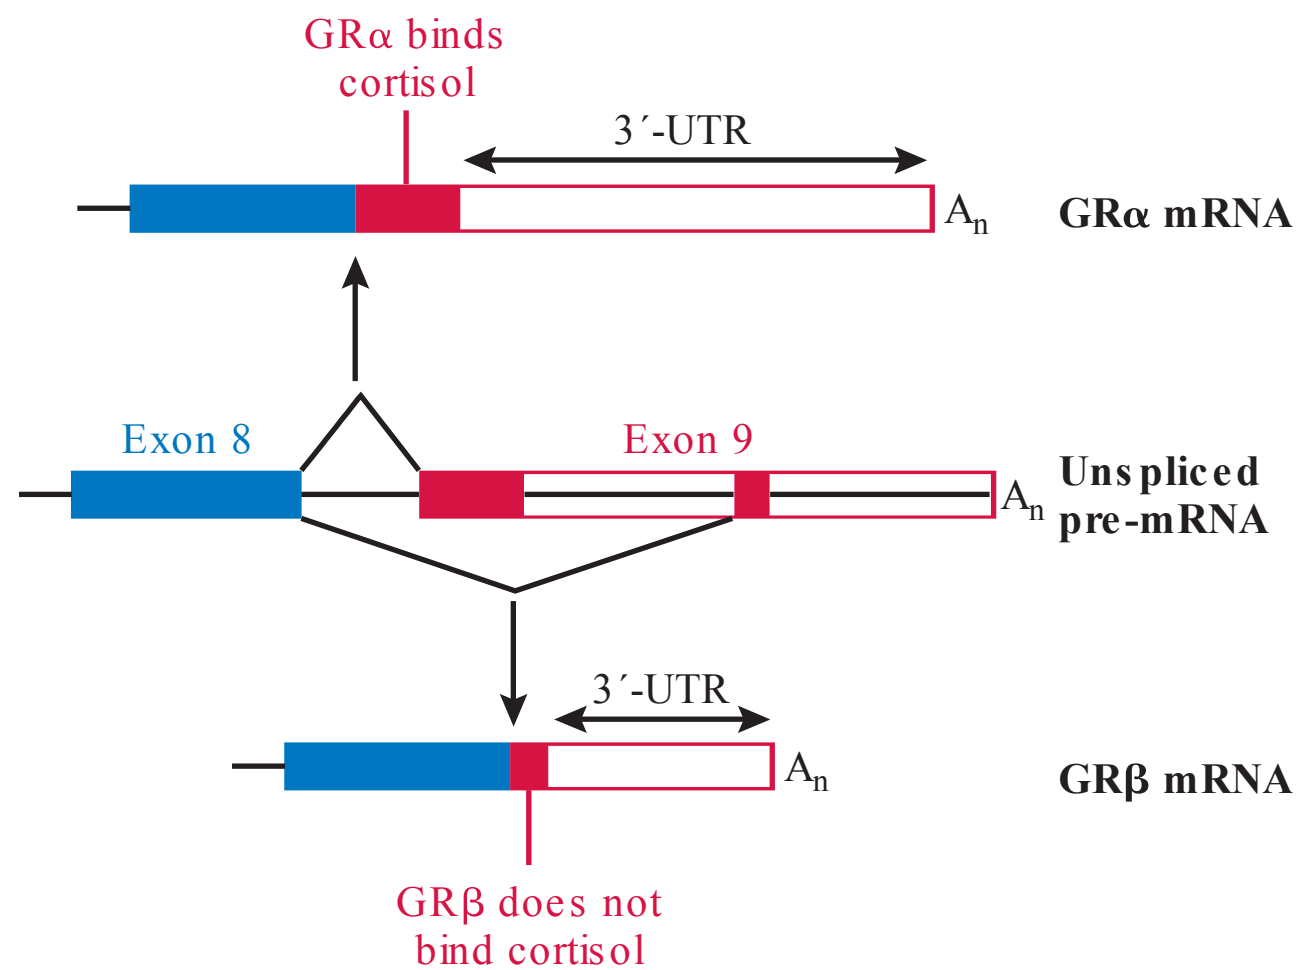 GRα binds
cortisol
3´-UTR
An
GRα mRNA
Exon 8
Exon 9
An
Unspliced
pre-mRNA
3´-UTR
An
GRβ mRNA
GRβ does not
bind cortisol